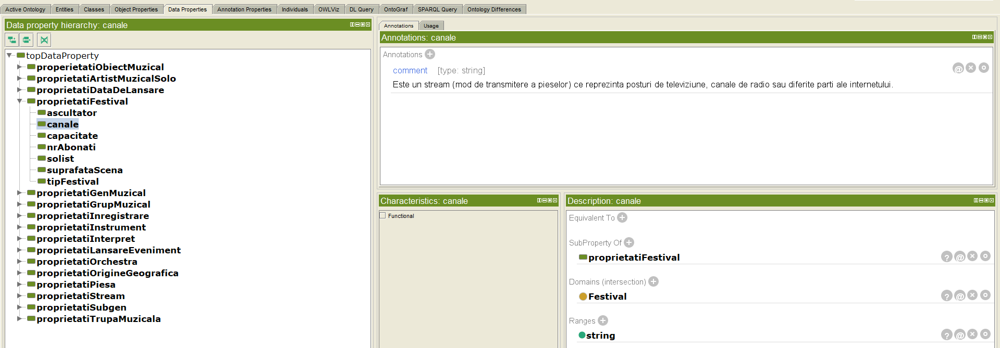 Active Ontology Entities Classes Object Properties Data Properties Annotation Properties Individuals OWLViz DL Query OntoGraf SPARQL Query Ontology Differences
Data property hierarchy: canale
topDataProperty
properietatiObiectMuzical
proprietatiArtistMuzicalSolo
proprietatiDataDeLansare
proprietatiFestival
ascultator
canale
capacitate
nrAbonati
solist
suprafataScena
tipFestival
proprietatiGenMuzical
proprietatiGrupMuzical
proprietatiInregistrare
proprietatiInstrument
proprietatiInterpret
proprietatiLansareEveniment
proprietatiOrchestra
proprietatiOrigineGeografica
proprietatiPiesa
proprietatiStream
proprietatiSubgen
proprietatiTrupaMuzicala
Annotations Usage
Annotations: canale
Annotations
comment [type: string]
Este un stream (mod de transmitere a pieselor) ce reprezinta posturi de televiziune, canale de radio sau diferite parti ale internetului.
Characteristics: canale
Functional
Description: canale
Equivalent To
SubProperty Of
proprietatiFestival
Domains (intersection)
Festival
Ranges
string